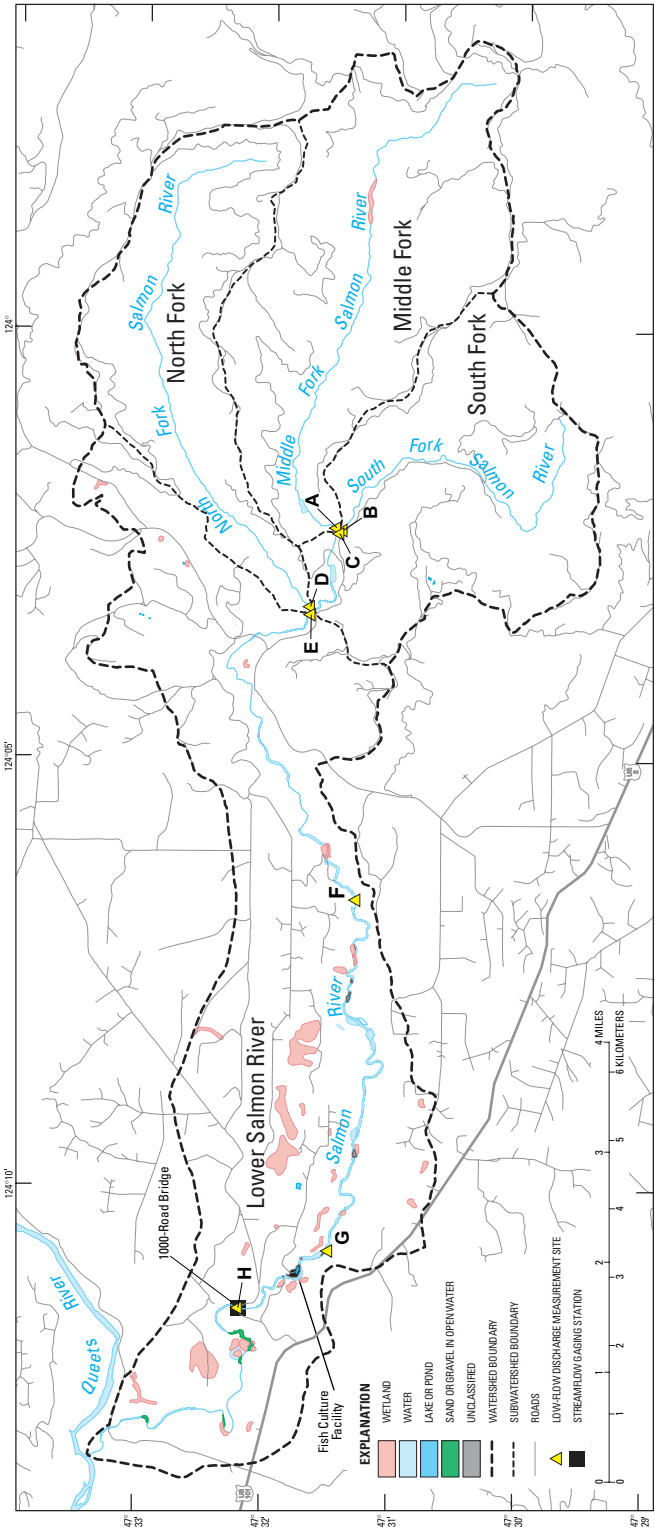 124°
124°05'
124°10'
47°33'
47°32'
47°31'
47°30'
47°29'
North Fork
North
Fork
Salmon
River
Middle Fork
Middle
Fork
Salmon
River
South Fork
South
Fork
Salmon
River
A
B
C
D
E
F
G
H
Lower Salmon River
Salmon
River
Queets
River
1000-Road Bridge
Fish Culture
Facility
EXPLANATION
WETLAND
WATER
LAKE OR POND
SAND OR GRAVEL IN OPEN WATER
UNCLASSIFIED
WATERSHED BOUNDARY
SUBWATERSHED BOUNDARY
ROADS
LOW-FLOW DISCHARGE MEASUREMENT SITE
STREAMFLOW GAGING STATION
0 1 2 3 4 MILES
0 1 2 3 4 5 6 KILOMETERS